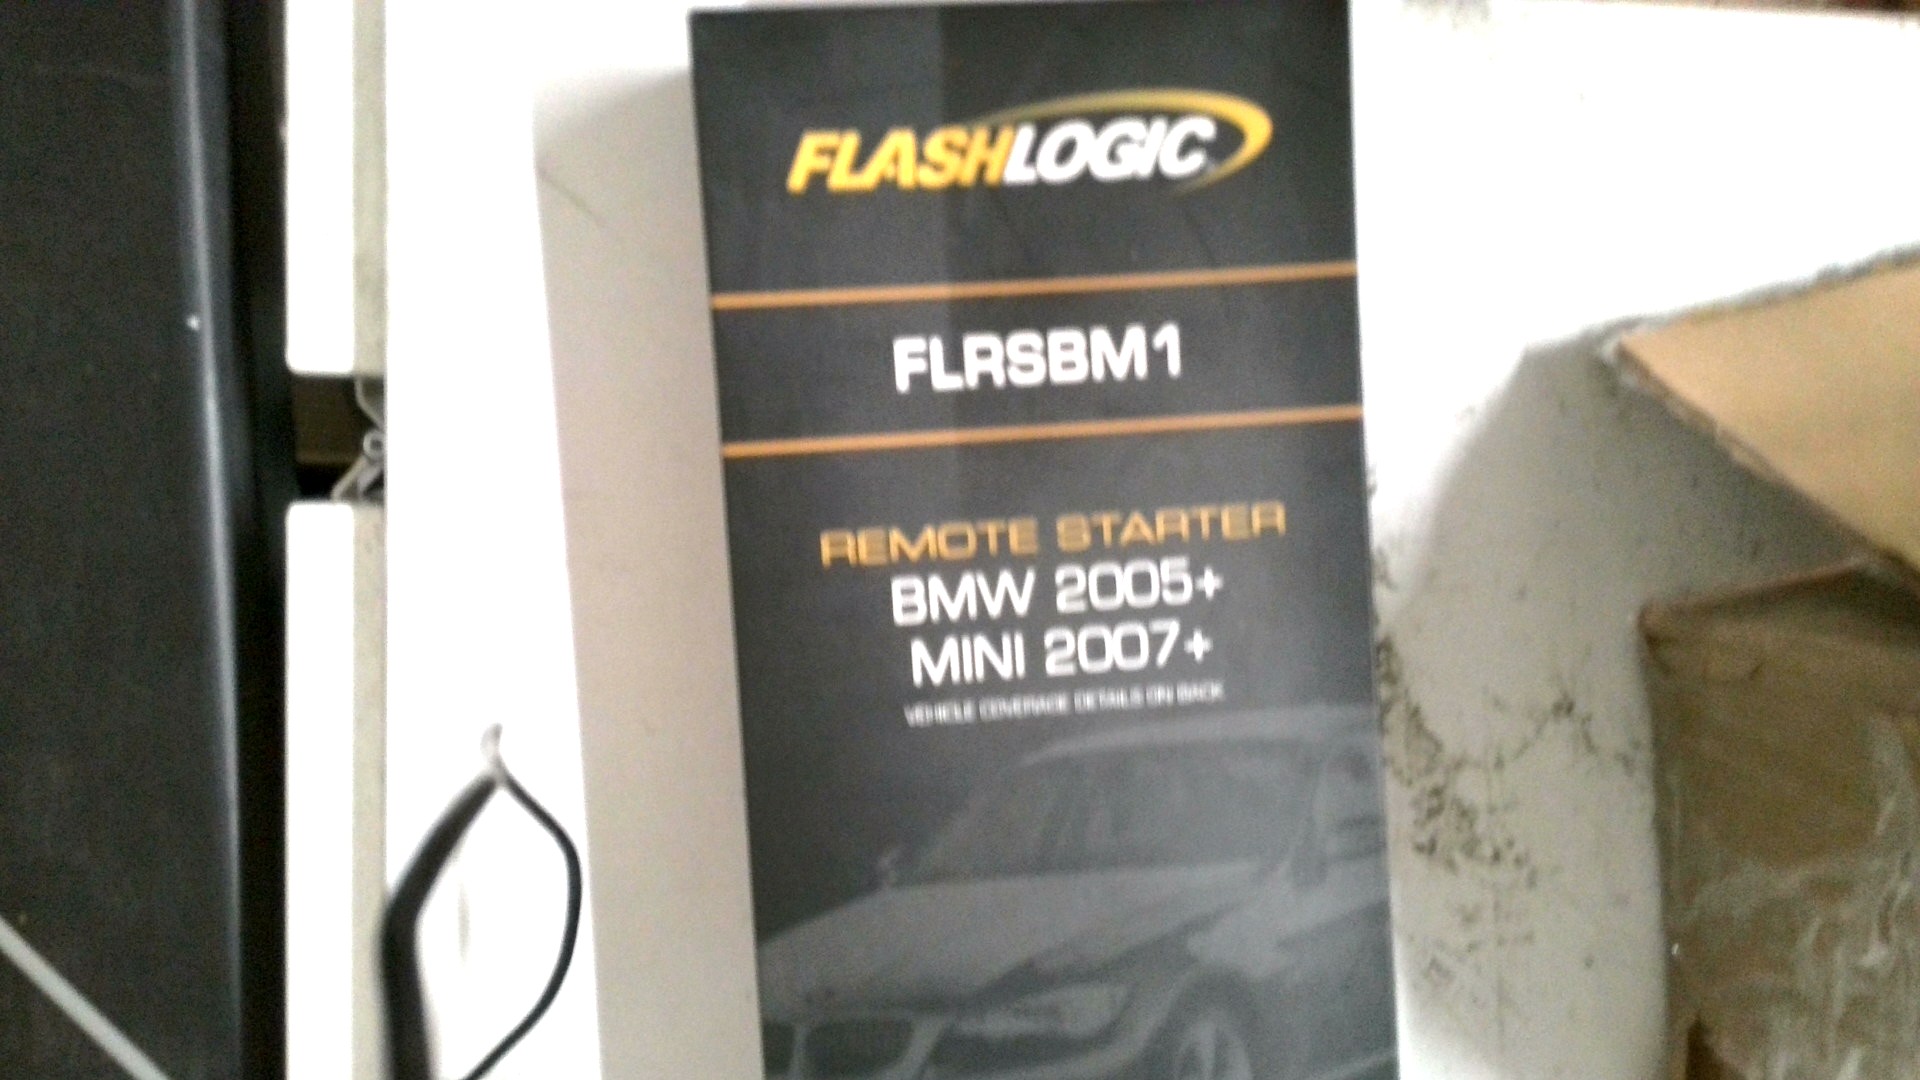 FLASHLOGIC
FLRSBM1
REMOTE STARTER
BMW 2005+
MINI 2007+
VEHICLE COVERAGE DETAILS ON BACK